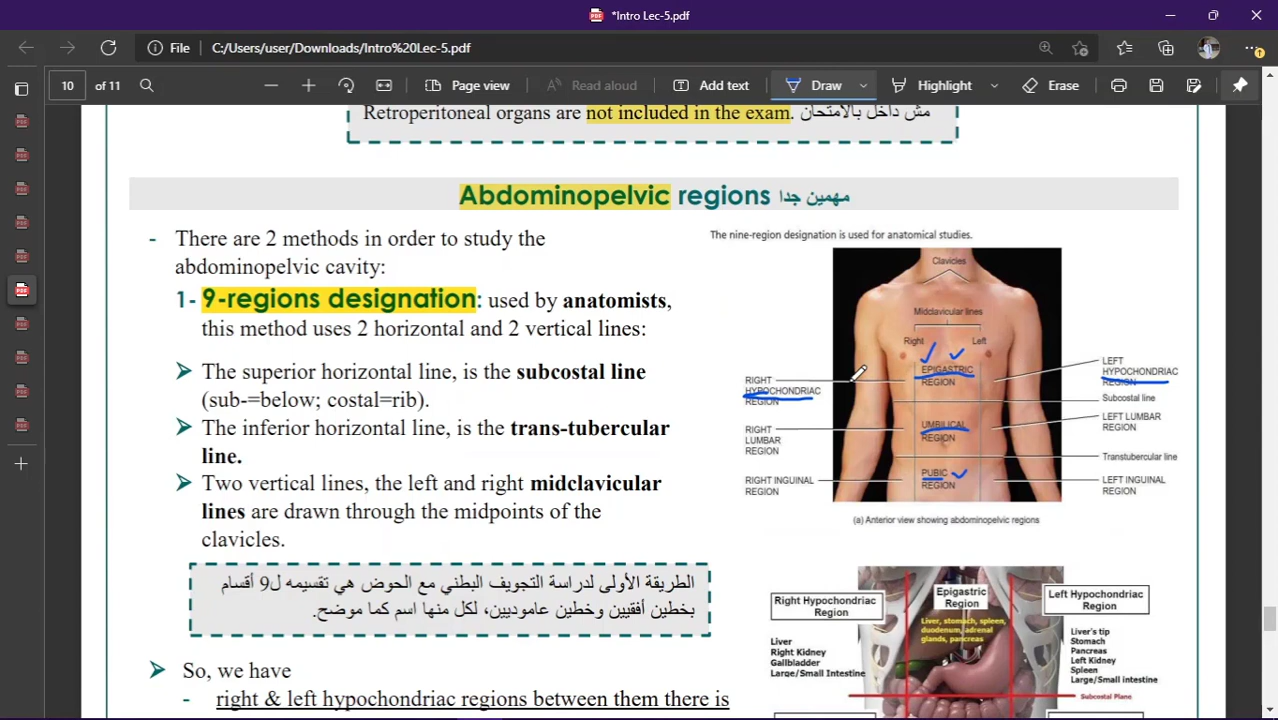 *Intro Lec-5.pdf
File
C:/Users/user/Downloads/Intro%20Lec-5.pdf
10 of 11
Page view
Read aloud
Add text
Draw
Highlight
Erase
Retroperitoneal organs are not included in the exam. مش داخل بالامتحان
Abdominopelvic regions مهمين جدا
- There are 2 methods in order to study the
abdominopelvic cavity:
1- 9-regions designation: used by anatomists,
this method uses 2 horizontal and 2 vertical lines:
The superior horizontal line, is the subcostal line
(sub-=below; costal=rib).
The inferior horizontal line, is the trans-tubercular
line.
Two vertical lines, the left and right midclavicular
lines are drawn through the midpoints of the
clavicles.
الطريقة الأولى لدراسة التجويف البطني مع الحوض هي تقسيمه ل9 أقسام
بخطين أفقيين وخطين عاموديين، لكل منها اسم كما موضح.
So, we have
- right & left hypochondriac regions between them there is
The nine-region designation is used for anatomical studies.
Clavicles
Midclavicular lines
Right
Left
EPIGASTRIC
REGION
RIGHT
HYPOCHONDRIAC
REGION
LEFT
HYPOCHONDRIAC
REGION
Subcostal line
UMBILICAL
REGION
RIGHT
LUMBAR
REGION
LEFT LUMBAR
REGION
Transtubercular line
PUBIC
REGION
RIGHT INGUINAL
REGION
LEFT INGUINAL
REGION
(a) Anterior view showing abdominopelvic regions
Right Hypochondriac
Region
Epigastric
Region
Left Hypochondriac
Region
Liver, stomach, spleen,
duodenum, adrenal
glands, pancreas
Liver
Right Kidney
Gallbladder
Large/Small Intestine
Liver's tip
Stomach
Pancreas
Left Kidney
Spleen
Large/Small intestine
Subcostal Plane